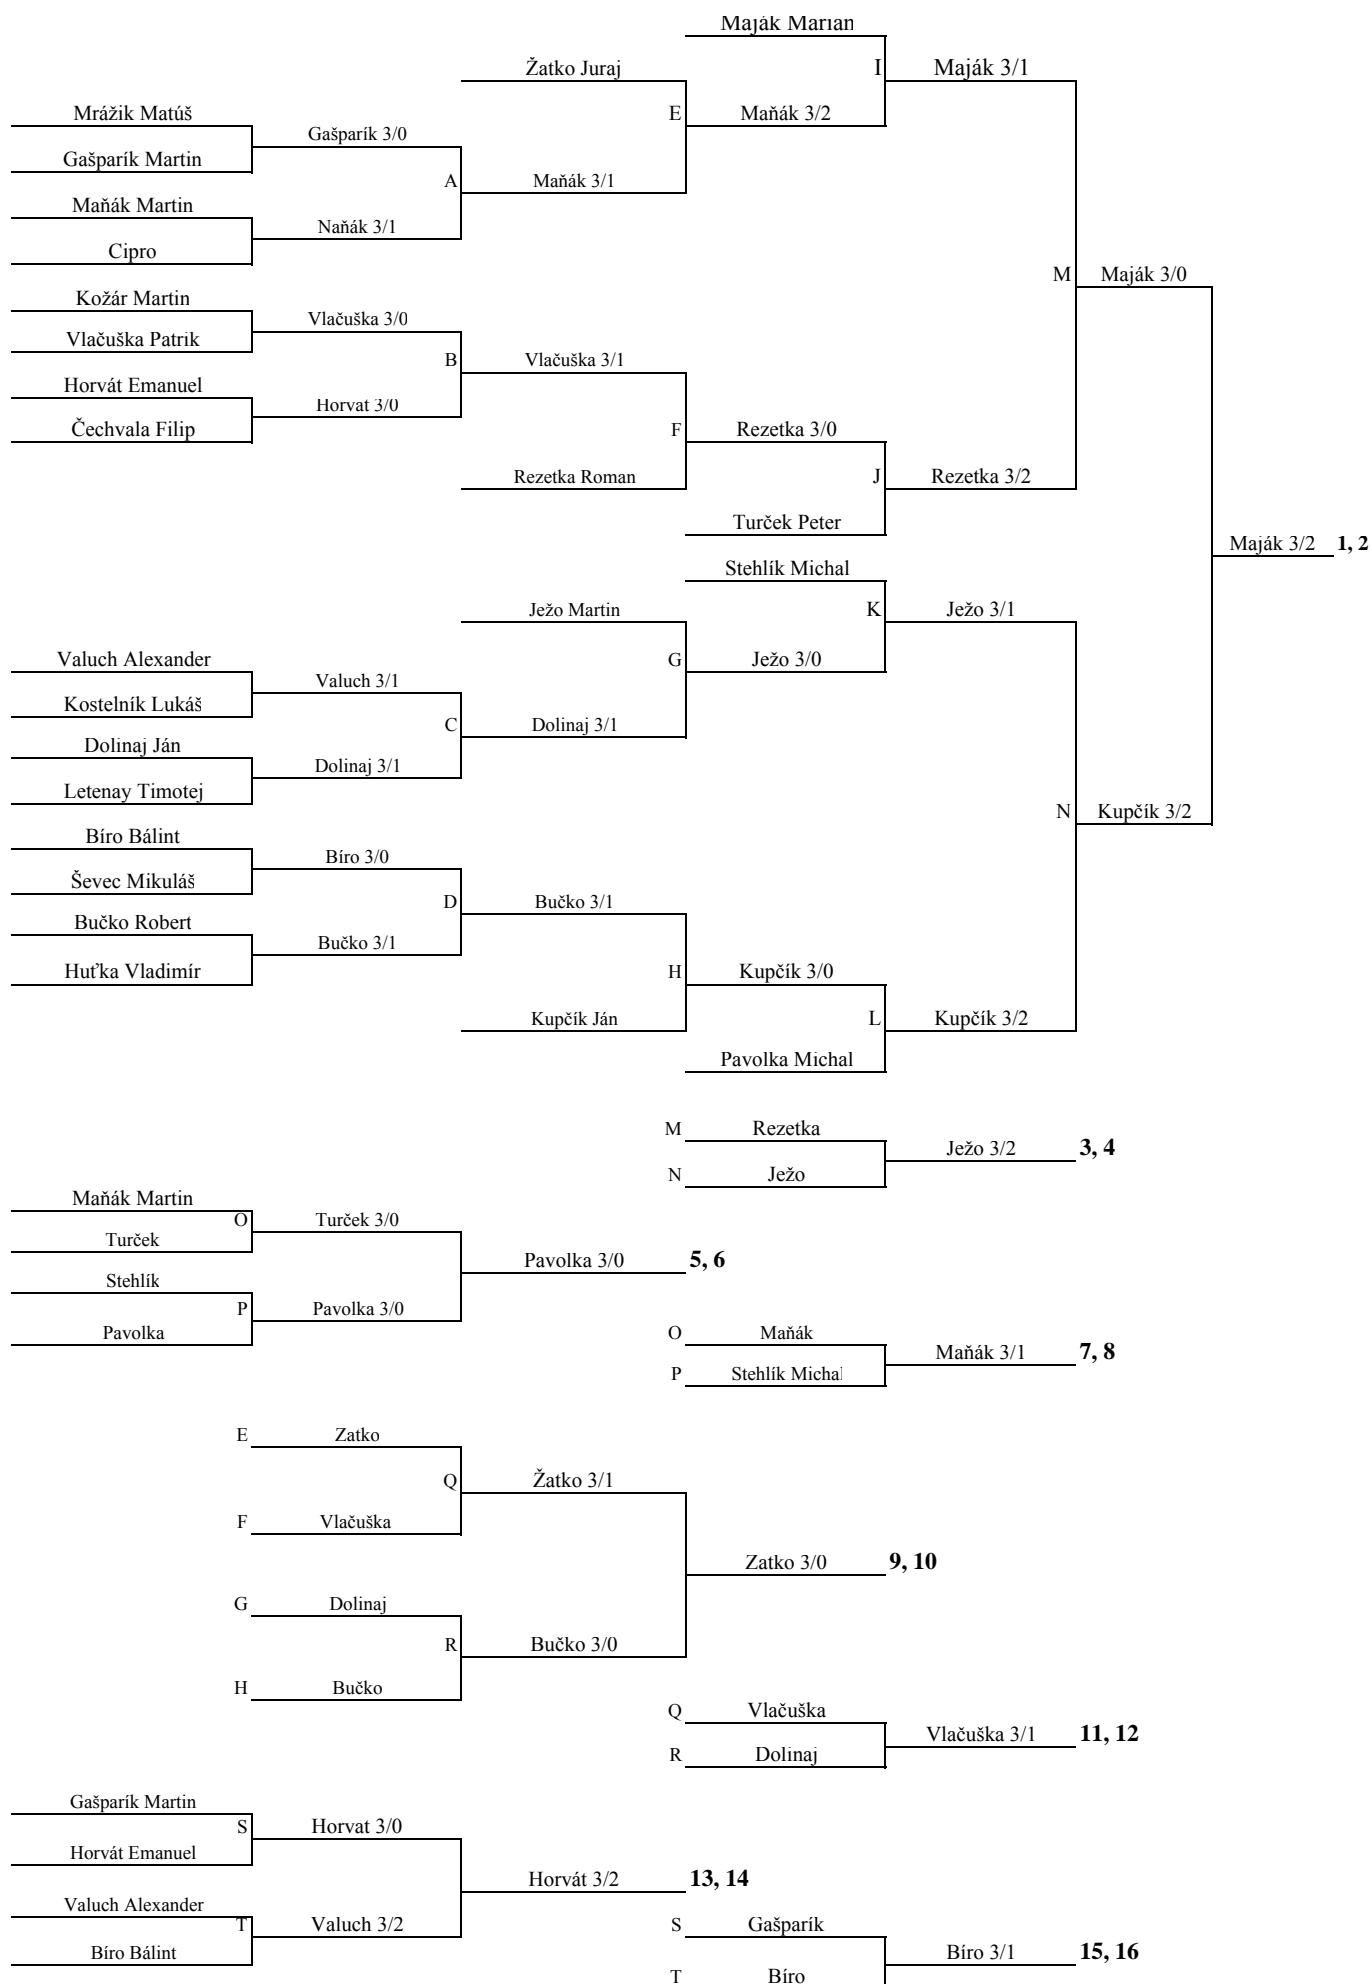 Maják Marian
Žatko Juraj
I
Maják 3/1
Mrážik Matúš
E
Maňák 3/2
Gašparík 3/0
Gašparík Martin
A
Maňák 3/1
Maňák Martin
Naňák 3/1
Cipro
M
Maják 3/0
Kožár Martin
Vlačuška 3/0
Vlačuška Patrik
B
Vlačuška 3/1
Horvát Emanuel
Horvat 3/0
Čechvala Filip
F
Rezetka 3/0
Rezetka Roman
J
Rezetka 3/2
Turček Peter
Maják 3/2
1, 2
Stehlík Michal
Ježo Martin
K
Ježo 3/1
Valuch Alexander
G
Ježo 3/0
Valuch 3/1
Kostelník Lukáš
C
Dolinaj 3/1
Dolinaj Ján
Dolinaj 3/1
Letenay Timotej
N
Kupčík 3/2
Bíro Bálint
Bíro 3/0
Ševec Mikuláš
D
Bučko 3/1
Bučko Robert
Bučko 3/1
Huťka Vladimír
H
Kupčík 3/0
Kupčík Ján
L
Kupčík 3/2
Pavolka Michal
M
Rezetka
Ježo 3/2
3, 4
N
Ježo
Maňák Martin
O
Turček 3/0
Turček
Pavolka 3/0
5, 6
Stehlík
P
Pavolka 3/0
Pavolka
O
Maňák
Maňák 3/1
7, 8
P
Stehlík Michal
E
Zatko
Q
Žatko 3/1
F
Vlačuška
Zatko 3/0
9, 10
G
Dolinaj
R
Bučko 3/0
H
Bučko
Q
Vlačuška
Vlačuška 3/1
11, 12
R
Dolinaj
Gašparík Martin
S
Horvat 3/0
Horvát Emanuel
Horvát 3/2
13, 14
Valuch Alexander
T
Valuch 3/2
Bíro Bálint
S
Gašparík
Bíro 3/1
15, 16
T
Bíro